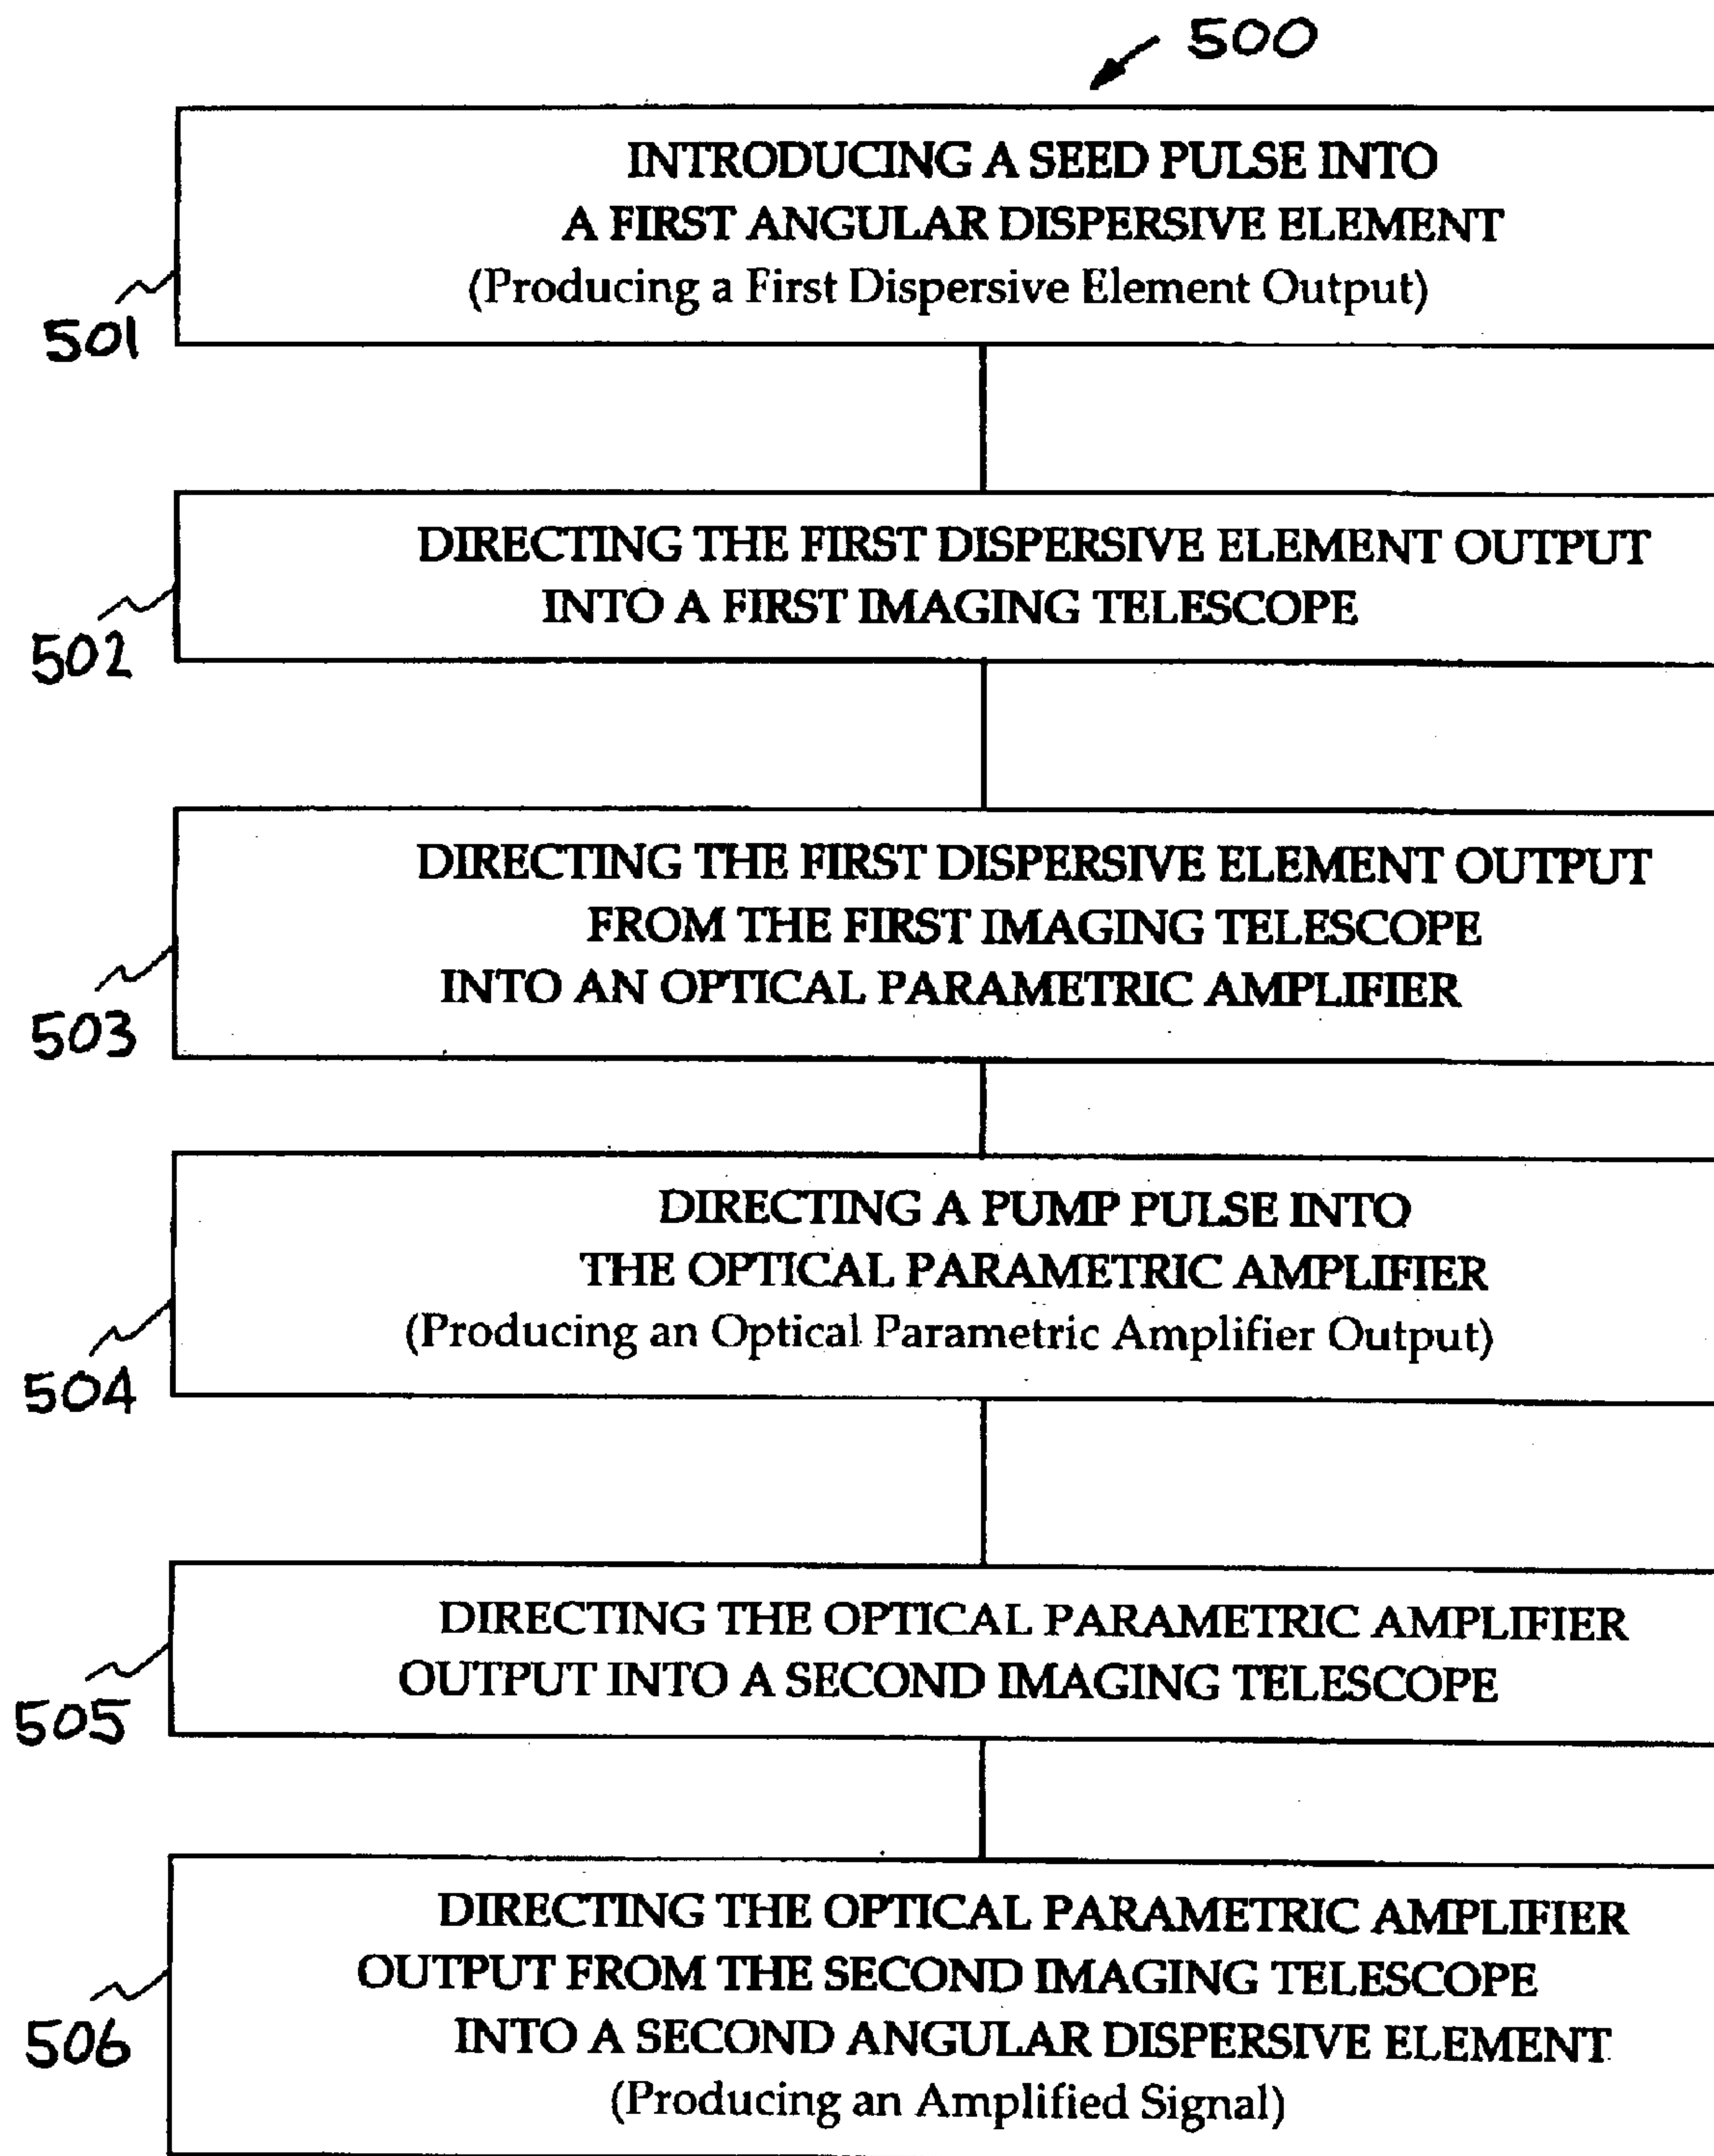 500
INTRODUCING A SEED PULSE INTO
A FIRST ANGULAR DISPERSIVE ELEMENT
(Producing a First Dispersive Element Output)
501
DIRECTING THE FIRST DISPERSIVE ELEMENT OUTPUT
INTO A FIRST IMAGING TELESCOPE
502
DIRECTING THE FIRST DISPERSIVE ELEMENT OUTPUT
FROM THE FIRST IMAGING TELESCOPE
INTO AN OPTICAL PARAMETRIC AMPLIFIER
503
DIRECTING A PUMP PULSE INTO
THE OPTICAL PARAMETRIC AMPLIFIER
(Producing an Optical Parametric Amplifier Output)
504
DIRECTING THE OPTICAL PARAMETRIC AMPLIFIER
OUTPUT INTO A SECOND IMAGING TELESCOPE
505
DIRECTING THE OPTICAL PARAMETRIC AMPLIFIER
OUTPUT FROM THE SECOND IMAGING TELESCOPE
INTO A SECOND ANGULAR DISPERSIVE ELEMENT
(Producing an Amplified Signal)
506